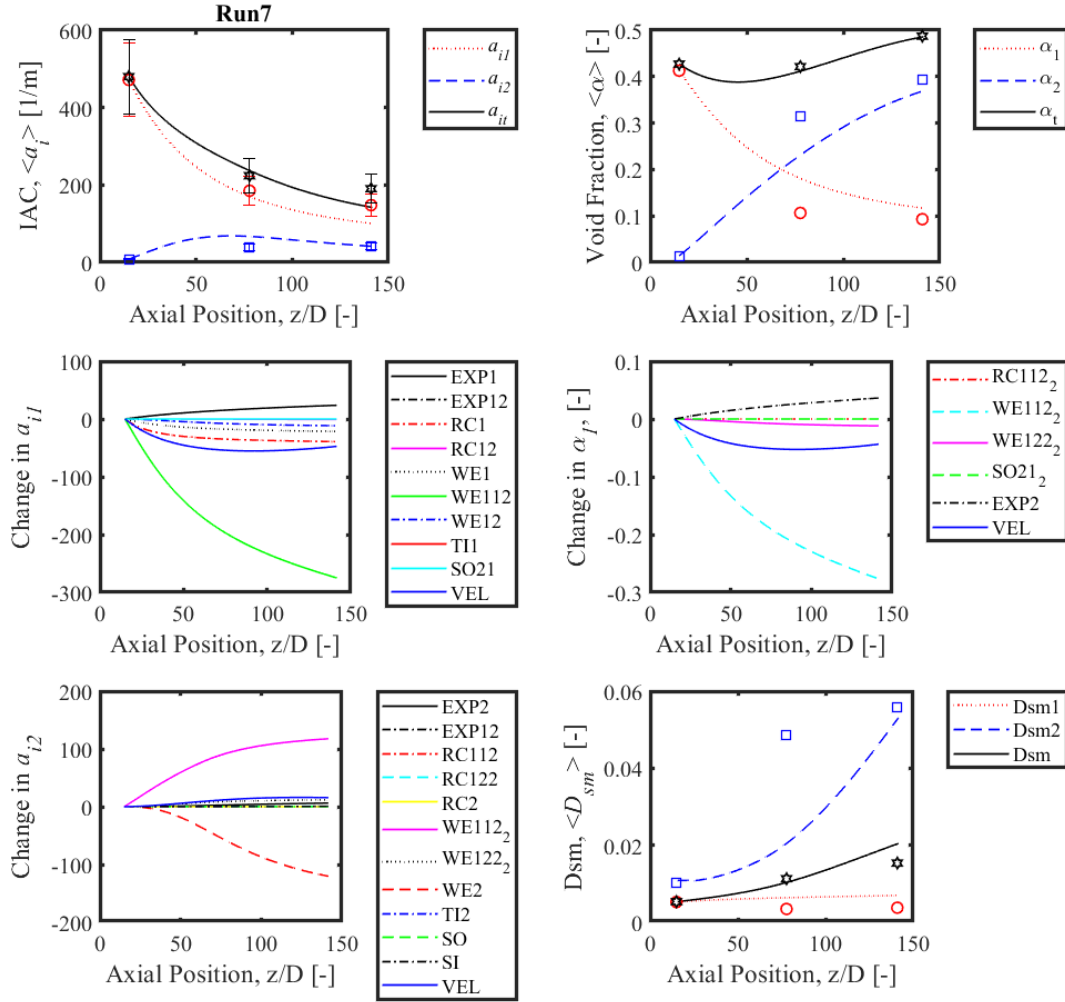 Run7
600
400
200
0
0 50 100 150
IAC, <a_i> [1/m]
Axial Position, z/D [-]
a_i1
a_i2
a_it
0.5
0.4
0.3
0.2
0.1
0
0 50 100 150
Void Fraction, <α> [-]
Axial Position, z/D [-]
α_1
α_2
α_t
100
0
-100
-200
-300
0 50 100 150
Change in a_i1
Axial Position, z/D [-]
EXP1
EXP12
RC1
RC12
WE1
WE112
WE12
TI1
SO21
VEL
0.1
0
-0.1
-0.2
-0.3
0 50 100 150
Change in α_1, [-]
Axial Position, z/D [-]
RC112_2
WE112_2
WE122_2
SO21_2
EXP2
VEL
200
100
0
-100
-200
0 50 100 150
Change in a_i2
Axial Position, z/D [-]
EXP2
EXP12
RC112
RC122
RC2
WE112_2
WE122_2
WE2
TI2
SO
SI
VEL
0.06
0.04
0.02
0
0 50 100 150
Dsm, <D_sm> [-]
Axial Position, z/D [-]
Dsm1
Dsm2
Dsm